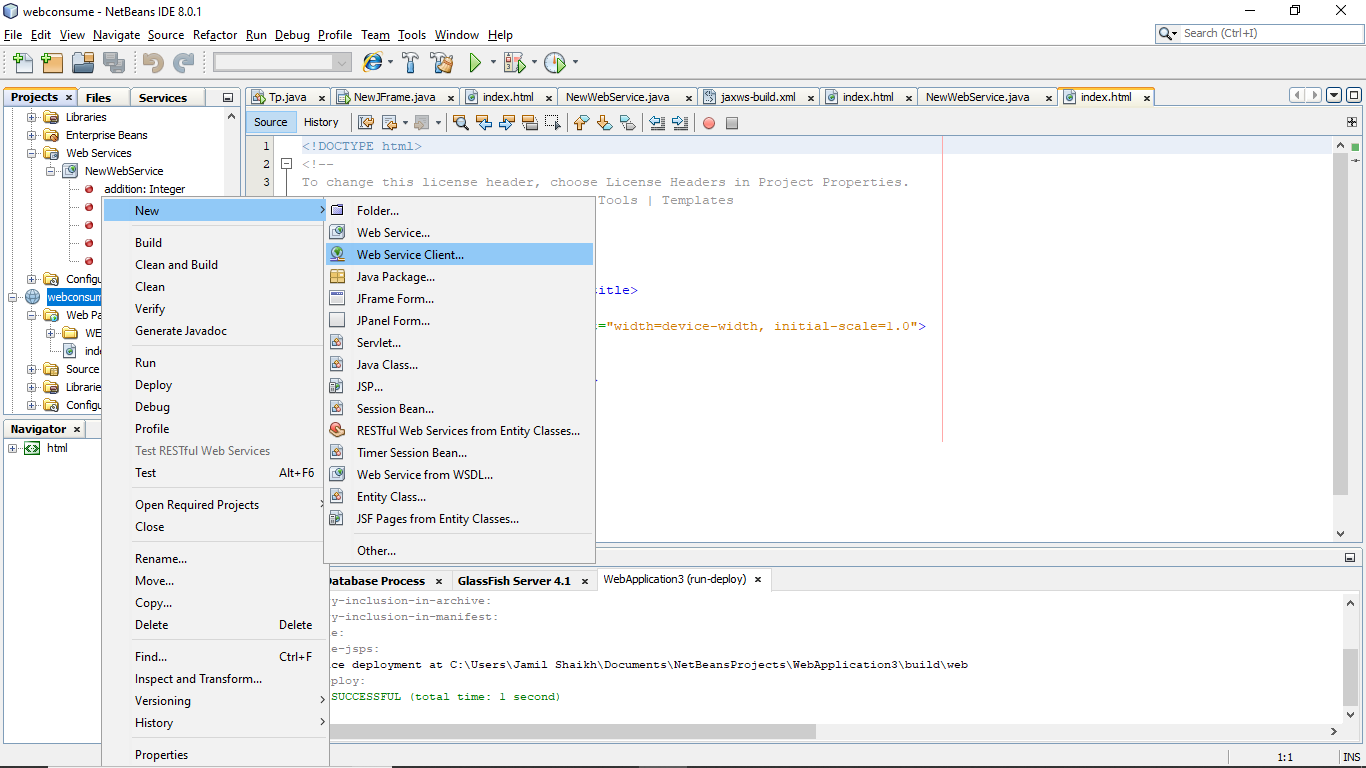 webconsume - NetBeans IDE 8.0.1
File Edit View Navigate Source Refactor Run Debug Profile Team Tools Window Help
Search (Ctrl+I)
Projects × Files Services
Tp.java × NewJFrame.java × index.html × NewWebService.java × jaxws-build.xml × index.html × NewWebService.java × index.html ×
Source History
Libraries
Enterprise Beans
Web Services
NewWebService
addition: Integer
Configu
webconsum
Web Pa
WE
inde
Source
Librarie
Configu
Navigator ×
html
1 <!DOCTYPE html>
2 <!--
3 To change this license header, choose License Headers in Project Properties.
Tools | Templates
title>
="width=device-width, initial-scale=1.0">
New
Build
Clean and Build
Clean
Verify
Generate Javadoc
Run
Deploy
Debug
Profile
Test RESTful Web Services
Test Alt+F6
Open Required Projects
Close
Rename...
Move...
Copy...
Delete Delete
Find... Ctrl+F
Inspect and Transform...
Versioning
History
Properties
Folder...
Web Service...
Web Service Client...
Java Package...
JFrame Form...
JPanel Form...
Servlet...
Java Class...
JSP...
Session Bean...
RESTful Web Services from Entity Classes...
Timer Session Bean...
Web Service from WSDL...
Entity Class...
JSF Pages from Entity Classes...
Other...
Database Process × GlassFish Server 4.1 × WebApplication3 (run-deploy) ×
y-inclusion-in-archive:
y-inclusion-in-manifest:
e:
e-jsps:
ce deployment at C:\Users\Jamil Shaikh\Documents\NetBeansProjects\WebApplication3\build\web
ploy:
SUCCESSFUL (total time: 1 second)
1:1 INS